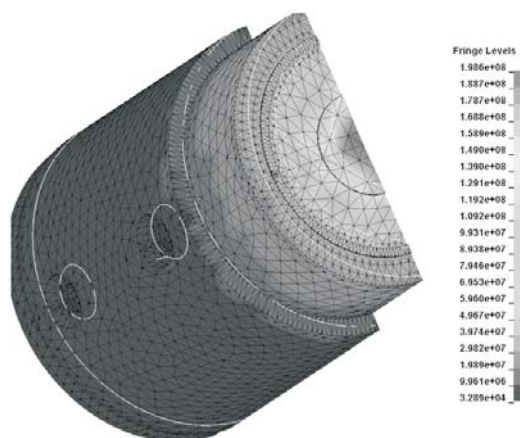 Fringe Levels
1.986e+08
1.887e+08
1.787e+08
1.688e+08
1.589e+08
1.490e+08
1.390e+08
1.291e+08
1.192e+08
1.092e+08
9.931e+07
8.938e+07
7.946e+07
6.953e+07
5.960e+07
4.967e+07
3.974e+07
2.982e+07
1.989e+07
9.961e+06
3.289e+04